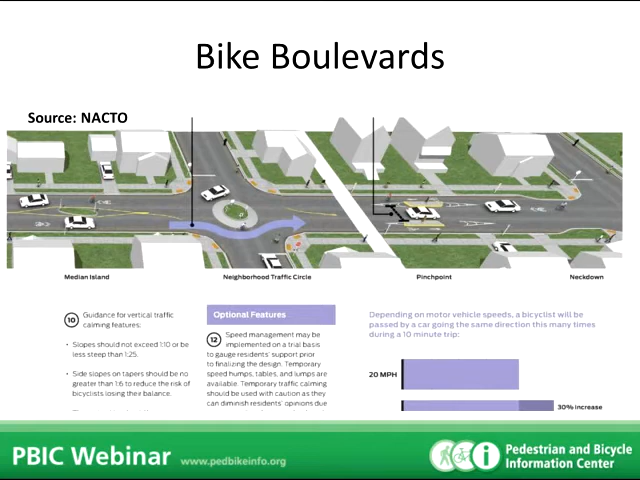 Bike Boulevards
Source: NACTO
Median Island
Neighborhood Traffic Circle
Pinchpoint
Neckdown
10 Guidance for vertical traffic
calming features:
• Slopes should not exceed 1:10 or be
less steep than 1:25.
• Side slopes on tapers should be no
greater than 1:6 to reduce the risk of
bicyclists losing their balance.
Optional Features
12 Speed management may be
implemented on a trial basis
to gauge residents' support prior
to finalizing the design. Temporary
speed humps, tables, and lumps are
available. Temporary traffic calming
should be used with caution as they
can diminish residents' opinions due
Depending on motor vehicle speeds, a bicyclist will be
passed by a car going the same direction this many times
during a 10 minute trip:
20 MPH
30% increase
PBIC Webinar
www.pedbikeinfo.org
Pedestrian and Bicycle
Information Center